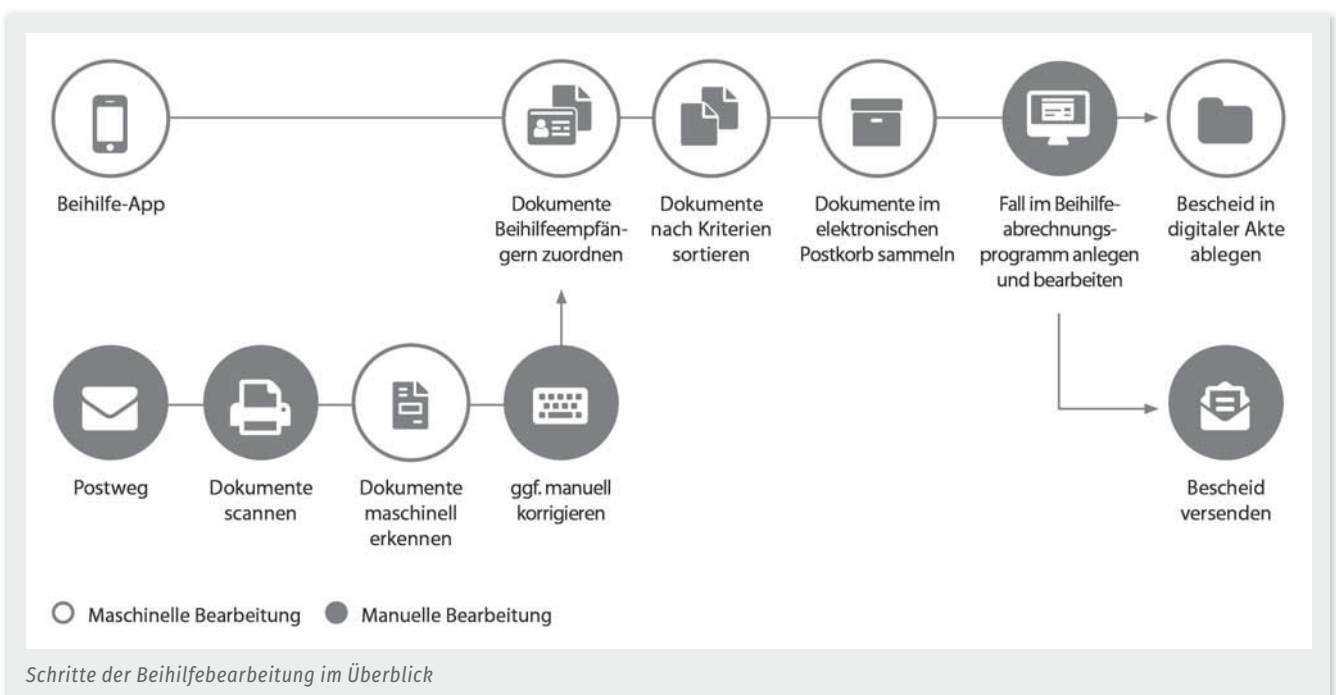 Beihilfe-App
Dokumente
Beihilfeempfän-
gern zuordnen
Dokumente
nach Kriterien
sortieren
Dokumente im
elektronischen
Postkorb sammeln
Fall im Beihilfe-
abrechnungs-
programm anlegen
und bearbeiten
Bescheid in
digitaler Akte
ablegen
Postweg
Dokumente
scannen
Dokumente
maschinell
erkennen
ggf. manuell
korrigieren
Bescheid
versenden
Maschinelle Bearbeitung
Manuelle Bearbeitung
Schritte der Beihilfebearbeitung im Überblick